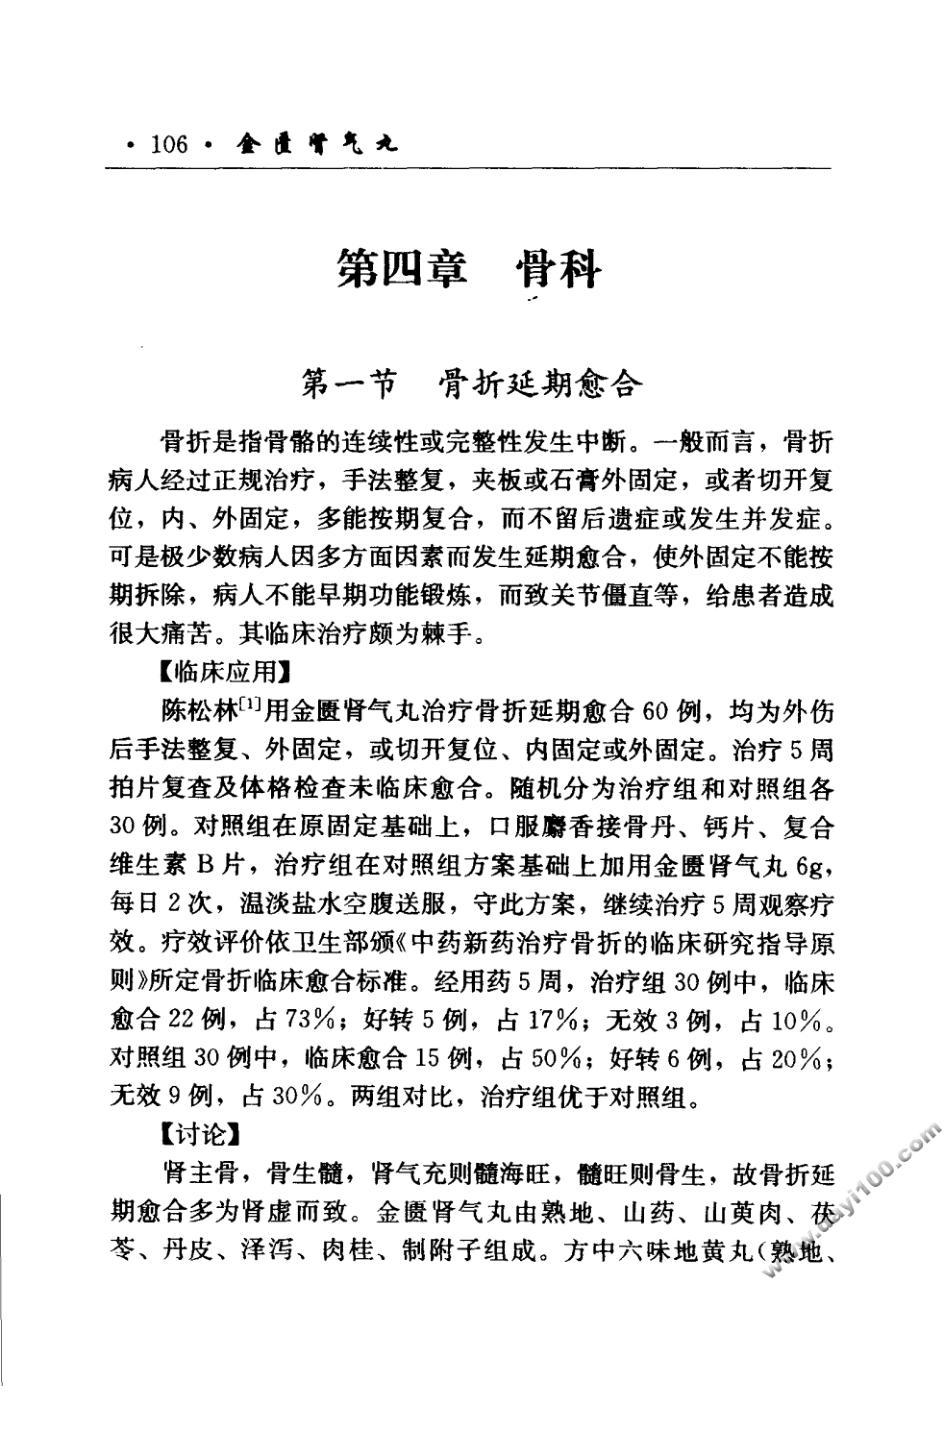 ·106· 金匮肾气丸
第四章 骨科
第一节 骨折延期愈合
骨折是指骨骼的连续性或完整性发生中断。一般而言，骨折
病人经过正规治疗，手法整复，夹板或石膏外固定，或者切开复
位，内、外固定，多能按期复合，而不留后遗症或发生并发症。
可是极少数病人因多方面因素而发生延期愈合，使外固定不能按
期拆除，病人不能早期功能锻炼，而致关节僵直等，给患者造成
很大痛苦。其临床治疗颇为棘手。
【临床应用】
陈松林〔1〕用金匮肾气丸治疗骨折延期愈合 60 例，均为外伤
后手法整复、外固定，或切开复位、内固定或外固定。治疗 5 周
拍片复查及体格检查未临床愈合。随机分为治疗组和对照组各
30 例。对照组在原固定基础上，口服麝香接骨丹、钙片、复合
维生素 B 片，治疗组在对照组方案基础上加用金匮肾气丸 6g，
每日 2 次，温淡盐水空腹送服，守此方案，继续治疗 5 周观察疗
效。疗效评价依卫生部颁《中药新药治疗骨折的临床研究指导原
则》所定骨折临床愈合标准。经用药 5 周，治疗组 30 例中，临床
愈合 22 例，占 73%；好转 5 例，占 17%；无效 3 例，占 10%。
对照组 30 例中，临床愈合 15 例，占 50%；好转 6 例，占 20%；
无效 9 例，占 30%。两组对比，治疗组优于对照组。
【讨论】
肾主骨，骨生髓，肾气充则髓海旺，髓旺则骨生，故骨折延
期愈合多为肾虚而致。金匮肾气丸由熟地、山药、山萸肉、茯
苓、丹皮、泽泻、肉桂、制附子组成。方中六味地黄丸（熟地、
www.dayi100.com